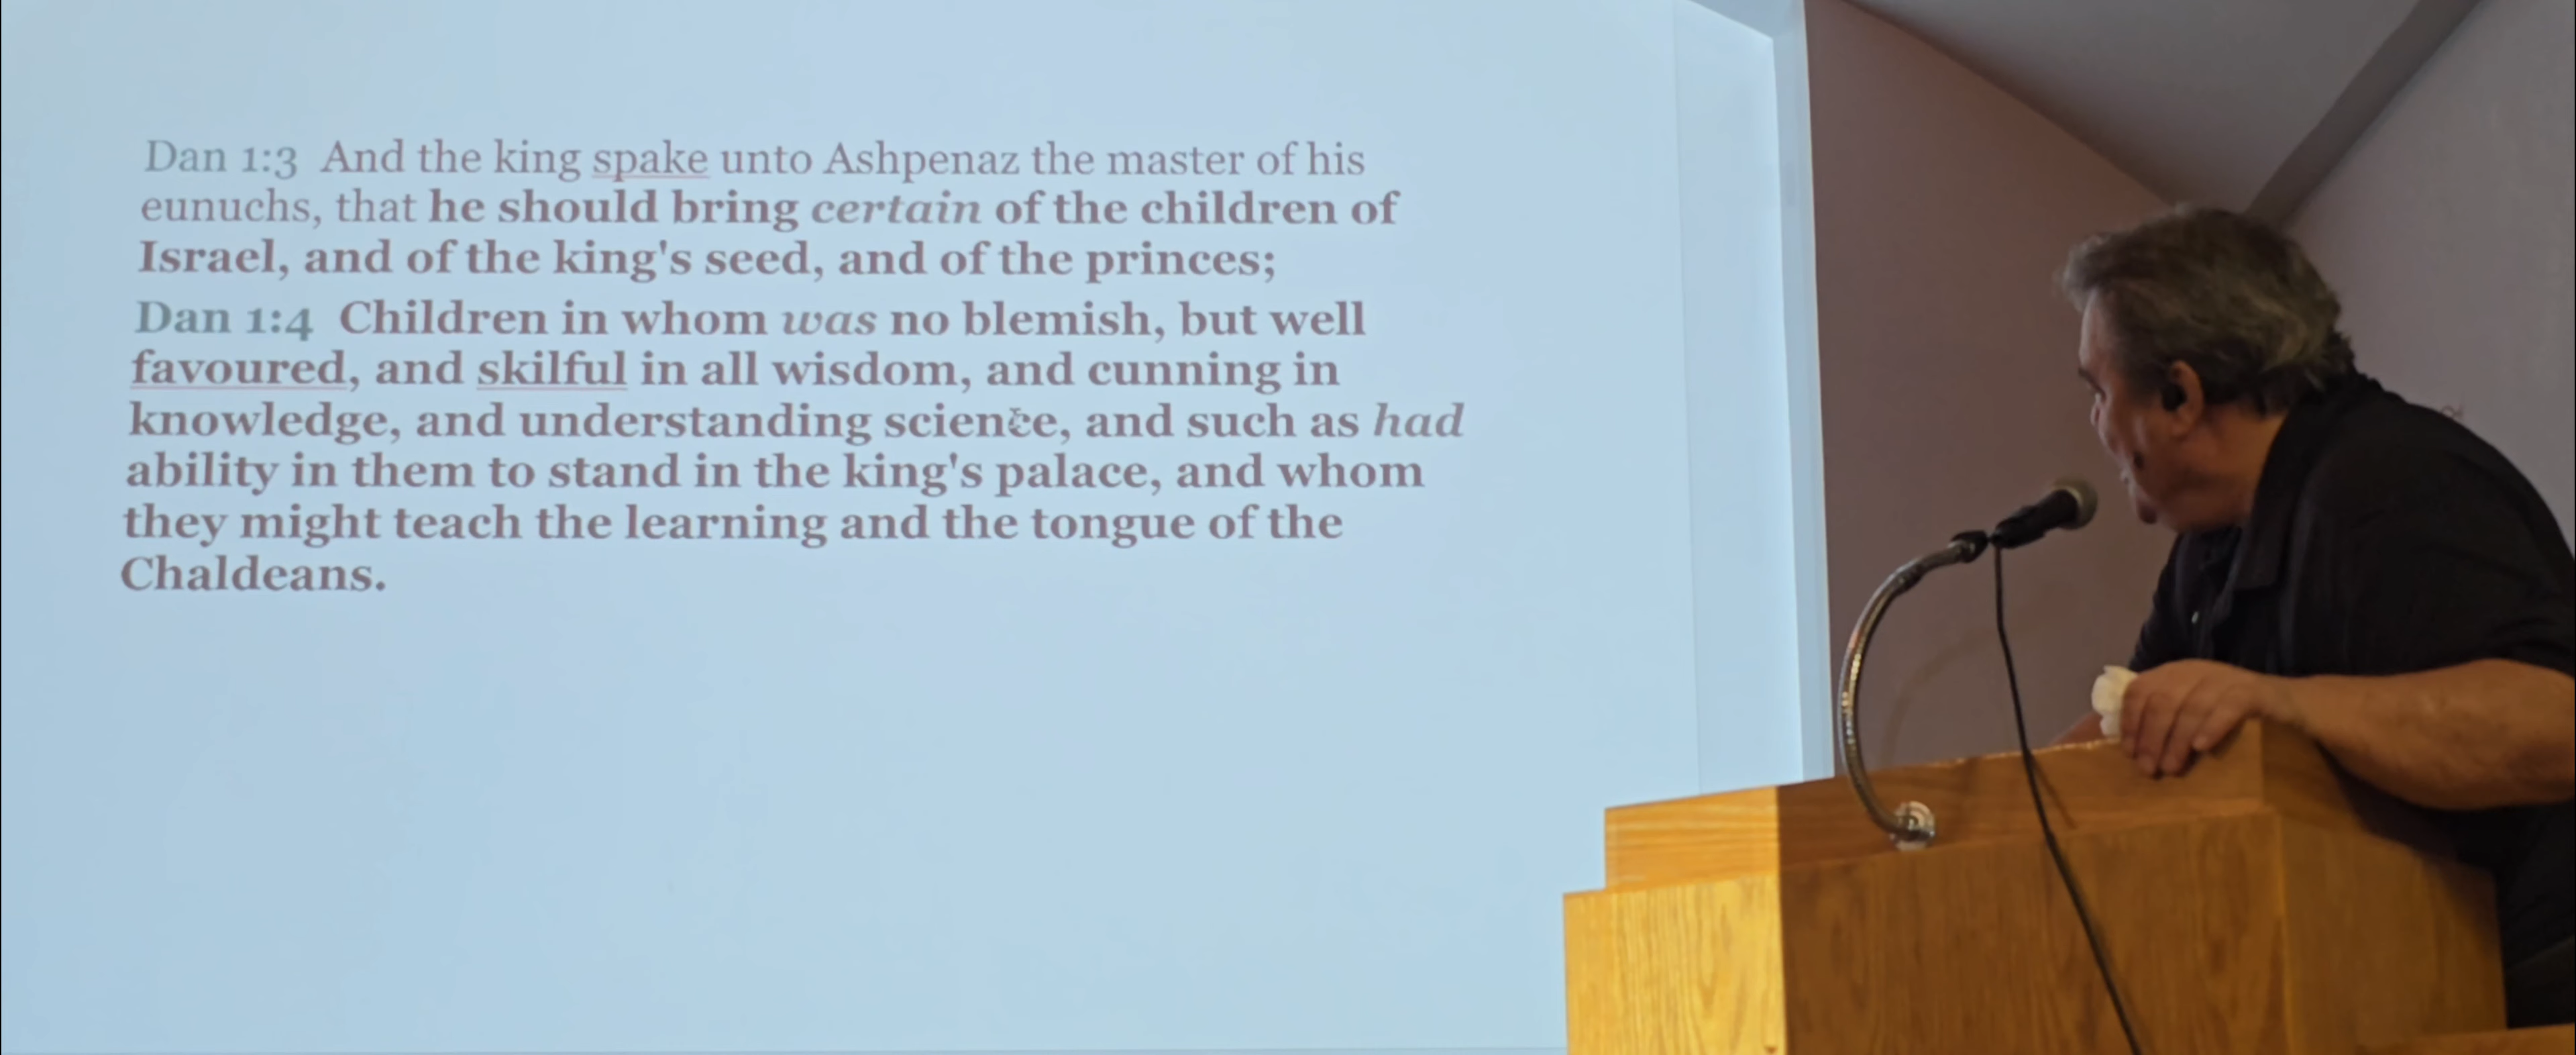 Dan 1:3 And the king spake unto Ashpenaz the master of his
eunuchs, that he should bring certain of the children of
Israel, and of the king's seed, and of the princes;
Dan 1:4 Children in whom was no blemish, but well
favoured, and skilful in all wisdom, and cunning in
knowledge, and understanding science, and such as had
ability in them to stand in the king's palace, and whom
they might teach the learning and the tongue of the
Chaldeans.